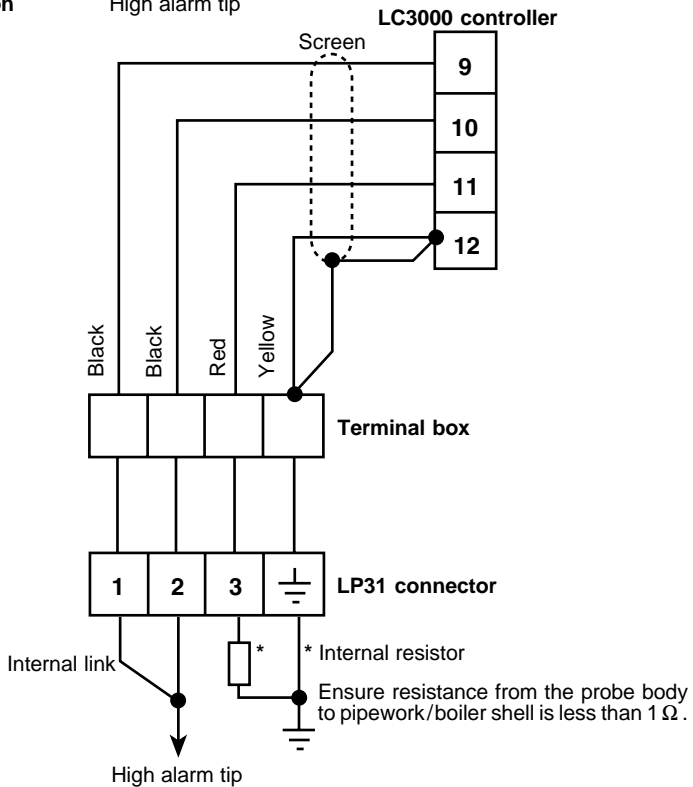 on
High alarm tip
LC3000 controller
Screen
9
10
11
12
Black
Black
Red
Yellow
Terminal box
1
2
3
LP31 connector
Internal link
*
* Internal resistor
Ensure resistance from the probe body
to pipework/boiler shell is less than 1 Ω .
High alarm tip